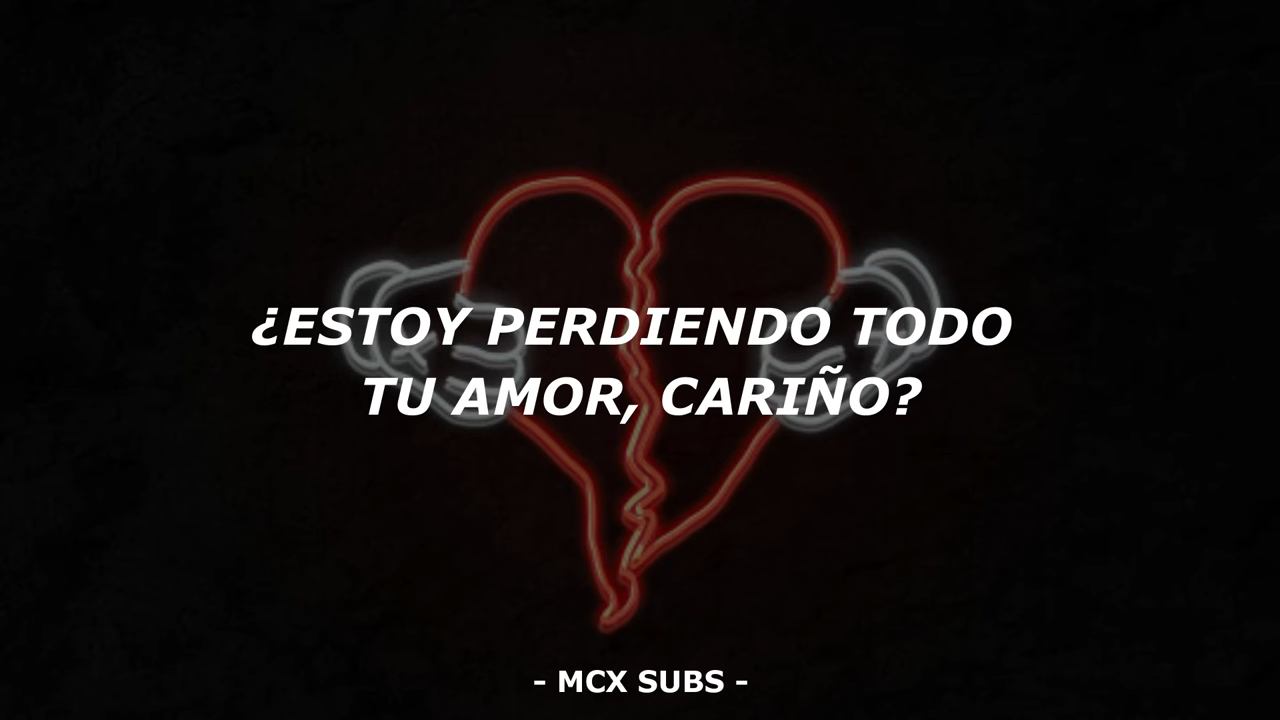 ¿ESTOY PERDIENDO TODO
TU AMOR, CARIÑO?
- MCX SUBS -